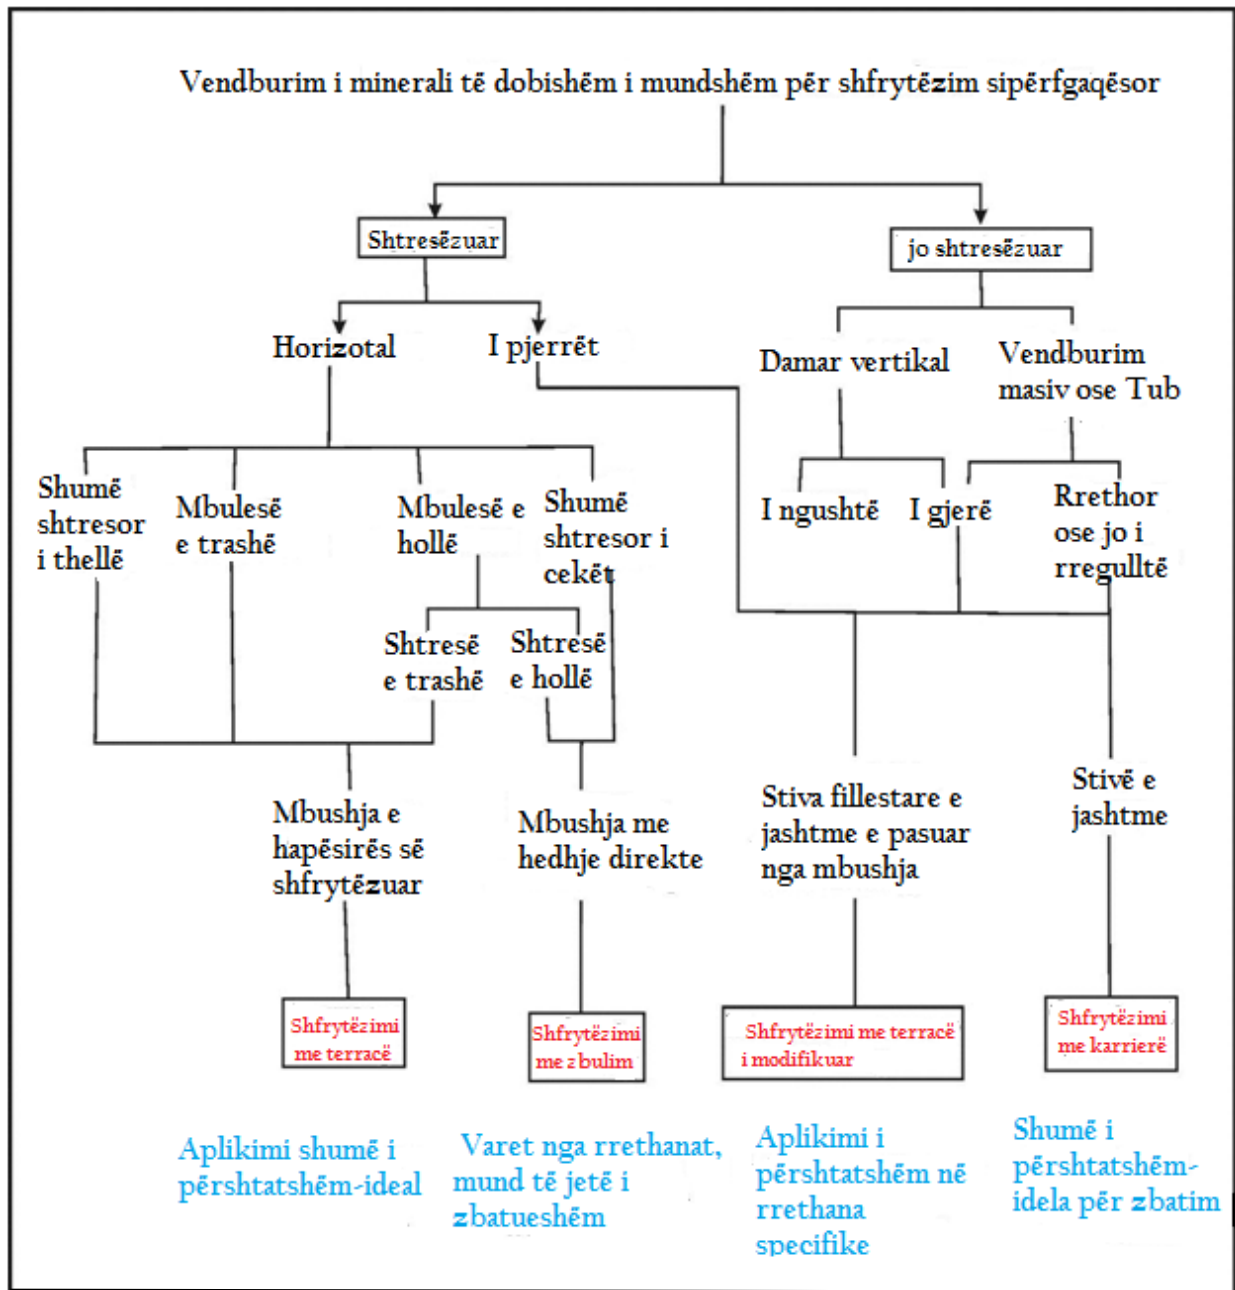 Vendburim i minerali të dobishëm i mundshëm për shfrytëzim sipërfgaqësor
Shtresëzuar
jo shtresëzuar
Horizotal
I pjerrët
Damar vertikal
Vendburim
masiv ose Tub
Shumë
shtresor
i thellë
Mbulesë
e trashë
Mbulesë e
hollë
Shumë
shtresor i
cekët
I ngushtë
I gjerë
Rrethor
ose jo i
rregulltë
Shtresë
e trashë
Shtresë
e hollë
Mbushja e
hapësirës së
shfrytëzuar
Mbushja me
hedhje direkte
Stiva fillestare e
jashtme e pasuar
nga mbushja
Stivë e
jashtme
Shfrytëzimi
me terracë
Shfrytëzimi
me zbulim
Shfrytëzimi me terracë
i modifikuar
Shfrytëzimi
me karrierë
Aplikimi shumë i
përshtatshëm-ideal
Varet nga rrethanat,
mund të jetë i
zbatueshëm
Aplikimi i
përshtatshëm në
rrethana
specifike
Shumë i
përshtatshëm-
idela për zbatim